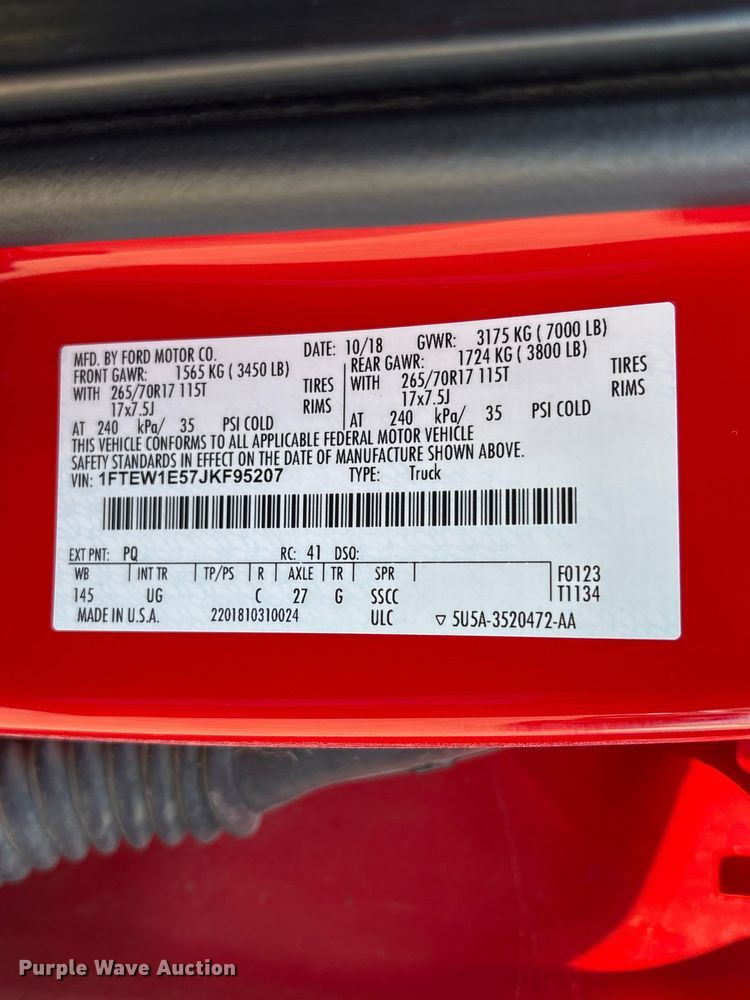 MFD. BY FORD MOTOR CO. DATE: 10/18 GVWR: 3175 KG ( 7000 LB)
FRONT GAWR: 1565 KG ( 3450 LB) REAR GAWR: 1724 KG ( 3800 LB)
WITH 265/70R17 115T TIRES WITH 265/70R17 115T TIRES
17x7.5J RIMS 17x7.5J RIMS
AT 240 kPa/ 35 PSI COLD AT 240 kPa/ 35 PSI COLD
THIS VEHICLE CONFORMS TO ALL APPLICABLE FEDERAL MOTOR VEHICLE
SAFETY STANDARDS IN EFFECT ON THE DATE OF MANUFACTURE SHOWN ABOVE.
VIN: 1FTEW1E57JKF95207 TYPE: Truck
EXT PNT: PQ RC: 41 DSO:
WB INT TR TP/PS R AXLE TR SPR F0123
145 UG C 27 G SSCC T1134
MADE IN U.S.A. 2201810310024 ULC ▽ 5U5A-3520472-AA
Purple Wave Auction